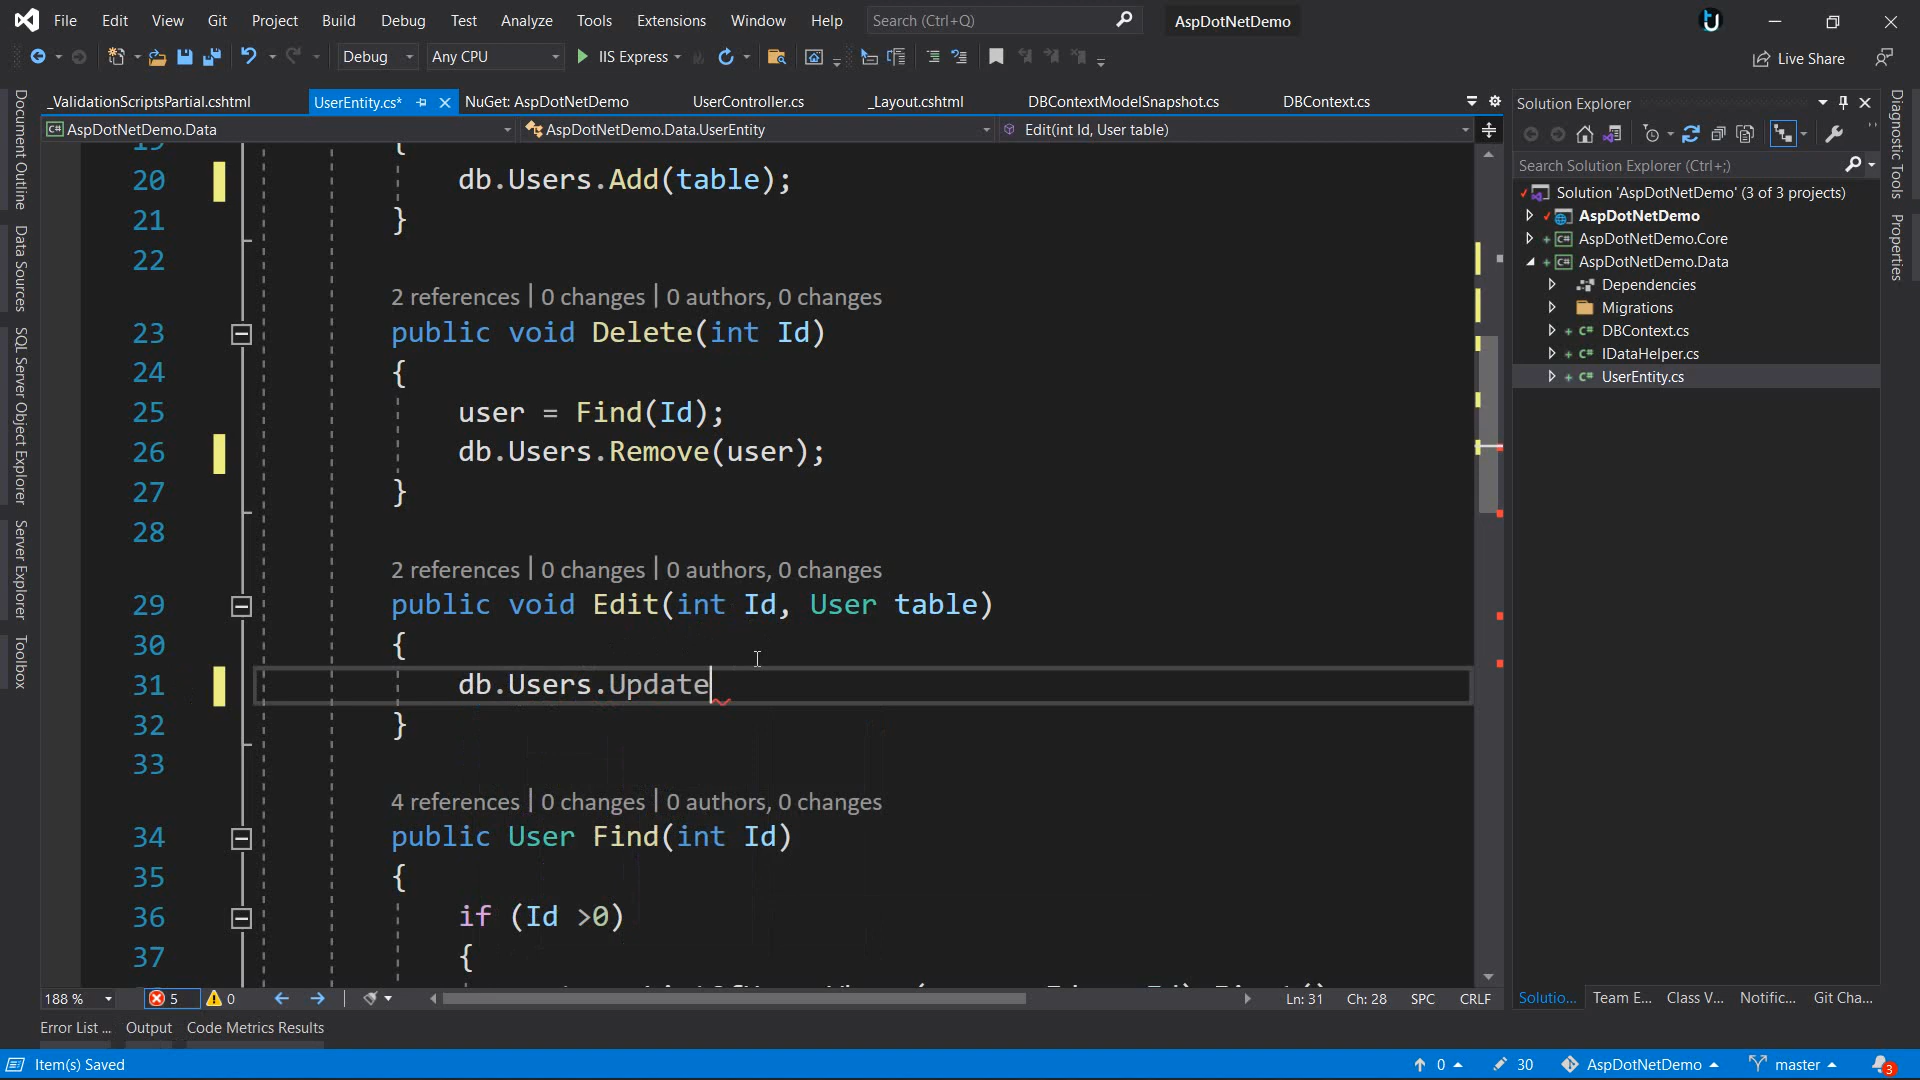 File Edit View Git Project Build Debug Test Analyze Tools Extensions Window Help Search (Ctrl+Q) AspDotNetDemo
Debug Any CPU IIS Express Live Share
_ValidationScriptsPartial.cshtml UserEntity.cs* NuGet: AspDotNetDemo UserController.cs _Layout.cshtml DBContextModelSnapshot.cs DBContext.cs
AspDotNetDemo.Data AspDotNetDemo.Data.UserEntity Edit(int Id, User table)
Document Outline
Data Sources
SQL Server Object Explorer
Server Explorer
Toolbox
19 {
20 db.Users.Add(table);
21 }
22
2 references | 0 changes | 0 authors, 0 changes
23 public void Delete(int Id)
24 {
25 user = Find(Id);
26 db.Users.Remove(user);
27 }
28
2 references | 0 changes | 0 authors, 0 changes
29 public void Edit(int Id, User table)
30 {
31 db.Users.Update
32 }
33
4 references | 0 changes | 0 authors, 0 changes
34 public User Find(int Id)
35 {
36 if (Id >0)
37 {
188 % 5 0 Ln: 31 Ch: 28 SPC CRLF
Error List ... Output Code Metrics Results
Solution Explorer
Search Solution Explorer (Ctrl+;)
Solution 'AspDotNetDemo' (3 of 3 projects)
AspDotNetDemo
AspDotNetDemo.Core
AspDotNetDemo.Data
Dependencies
Migrations
DBContext.cs
IDataHelper.cs
UserEntity.cs
Solutio... Team E... Class V... Notific... Git Cha...
Diagnostic Tools
Properties
Item(s) Saved 0 30 AspDotNetDemo master 3